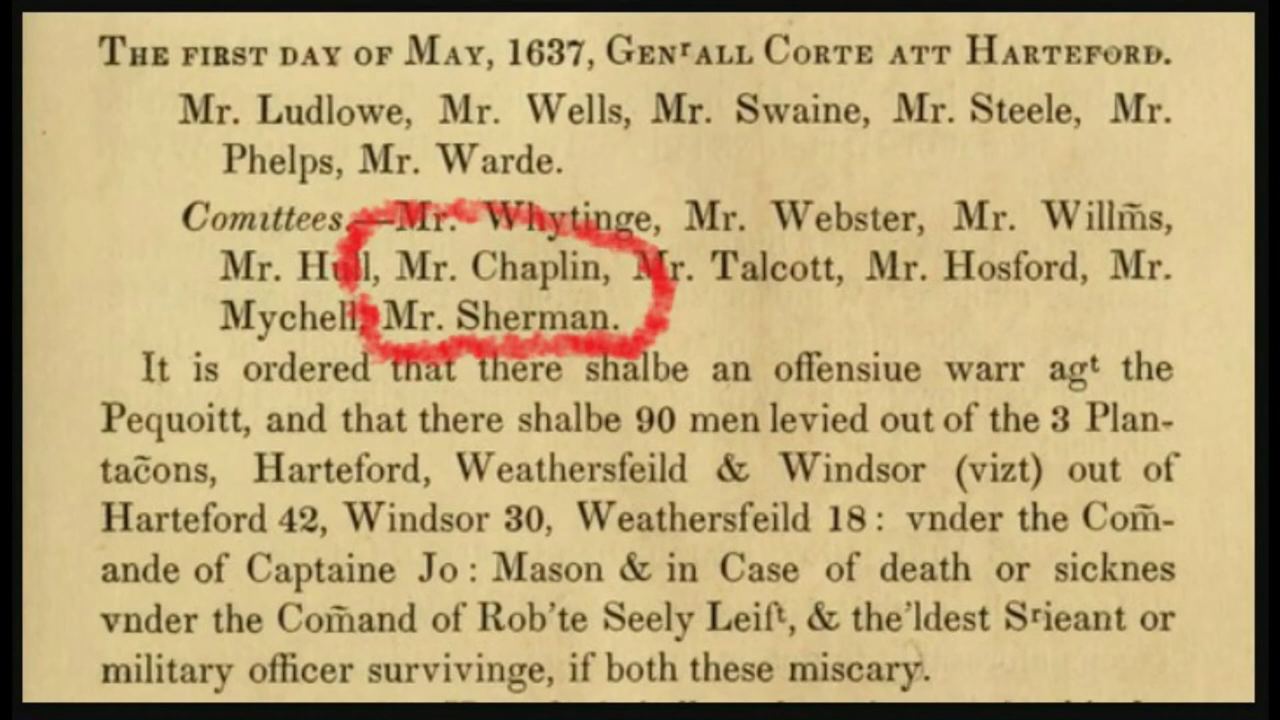 THE FIRST DAY OF MAY, 1637, GENʳALL CORTE ATT HARTEFORD.
Mr. Ludlowe, Mr. Wells, Mr. Swaine, Mr. Steele, Mr.
Phelps, Mr. Warde.
Comittees—Mr. Whytinge, Mr. Webster, Mr. Willm̃s,
Mr. Hull, Mr. Chaplin, Mr. Talcott, Mr. Hosford, Mr.
Mychell, Mr. Sherman.
It is ordered that there shalbe an offensiue warr agᵗ the
Pequoitt, and that there shalbe 90 men levied out of the 3 Plan-
tac̃ons, Harteford, Weathersfeild & Windsor (vizt) out of
Harteford 42, Windsor 30, Weathersfeild 18 : vnder the Com̃-
ande of Captaine Jo : Mason & in Case of death or sicknes
vnder the Com̃and of Rob'te Seely Leifᵗ, & the'ldest Sʳieant or
military officer survivinge, if both these miscary.